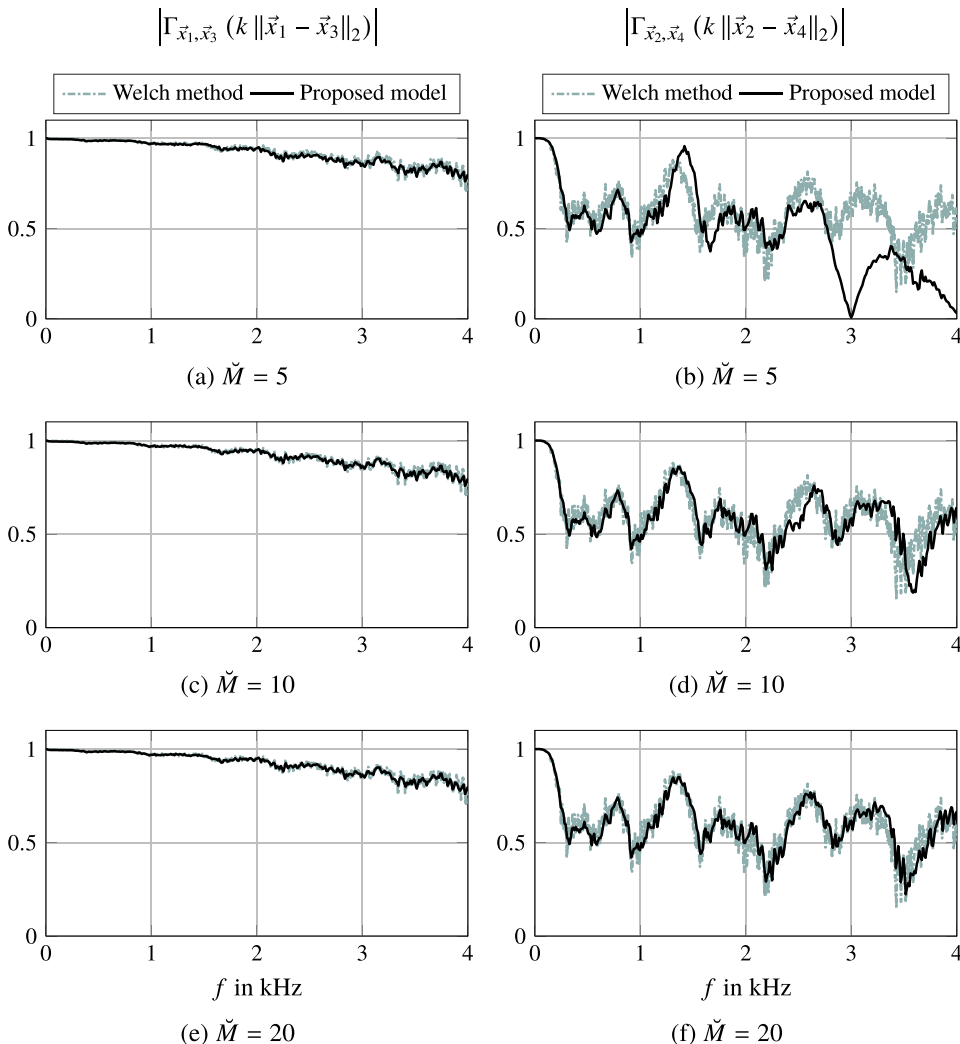 |Γ_{x⃗₁,x⃗₃} (k ‖x⃗₁ − x⃗₃‖₂)|
|Γ_{x⃗₂,x⃗₄} (k ‖x⃗₂ − x⃗₄‖₂)|
Welch method Proposed model
Welch method Proposed model
1
0.5
0
0 1 2 3 4
(a) M̆ = 5
1
0.5
0
0 1 2 3 4
(b) M̆ = 5
1
0.5
0
0 1 2 3 4
(c) M̆ = 10
1
0.5
0
0 1 2 3 4
(d) M̆ = 10
1
0.5
0
0 1 2 3 4
f in kHz
(e) M̆ = 20
1
0.5
0
0 1 2 3 4
f in kHz
(f) M̆ = 20